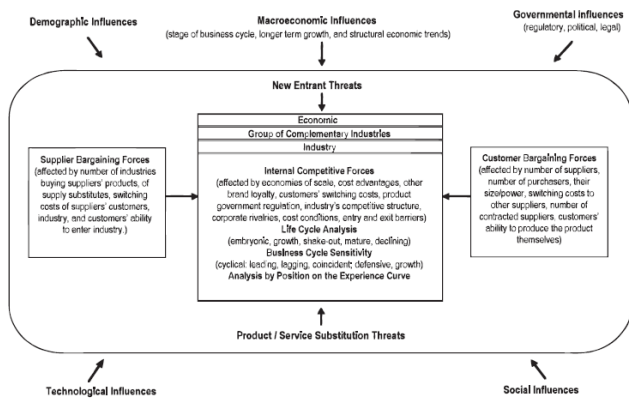 Demographic Influences
Macroeconomic Influences
(stage of business cycle, longer term growth, and structural economic trends)
Governmental Influences
(regulatory, political, legal)
New Entrant Threats
Economic
Group of Complementary Industries
Industry
Supplier Bargaining Forces
(affected by number of industries
buying suppliers' products, of
supply substitutes, switching
costs of suppliers' customers,
industry, and customers' ability
to enter industry.)
Internal Competitive Forces
(affected by economies of scale, cost advantages, other
brand loyalty, customers' switching costs, product
government regulation, industry's competitive structure,
corporate rivalries, cost conditions, entry and exit barriers)
Life Cycle Analysis
(embryonic, growth, shake-out, mature, declining)
Business Cycle Sensitivity
(cyclical: leading, lagging, coincident; defensive, growth)
Analysis by Position on the Experience Curve
Customer Bargaining Forces
(affected by number of suppliers,
number of purchasers, their
size/power, switching costs to
other suppliers, number of
contracted suppliers, customers'
ability to produce the product
themselves)
Product / Service Substitution Threats
Technological Influences
Social Influences